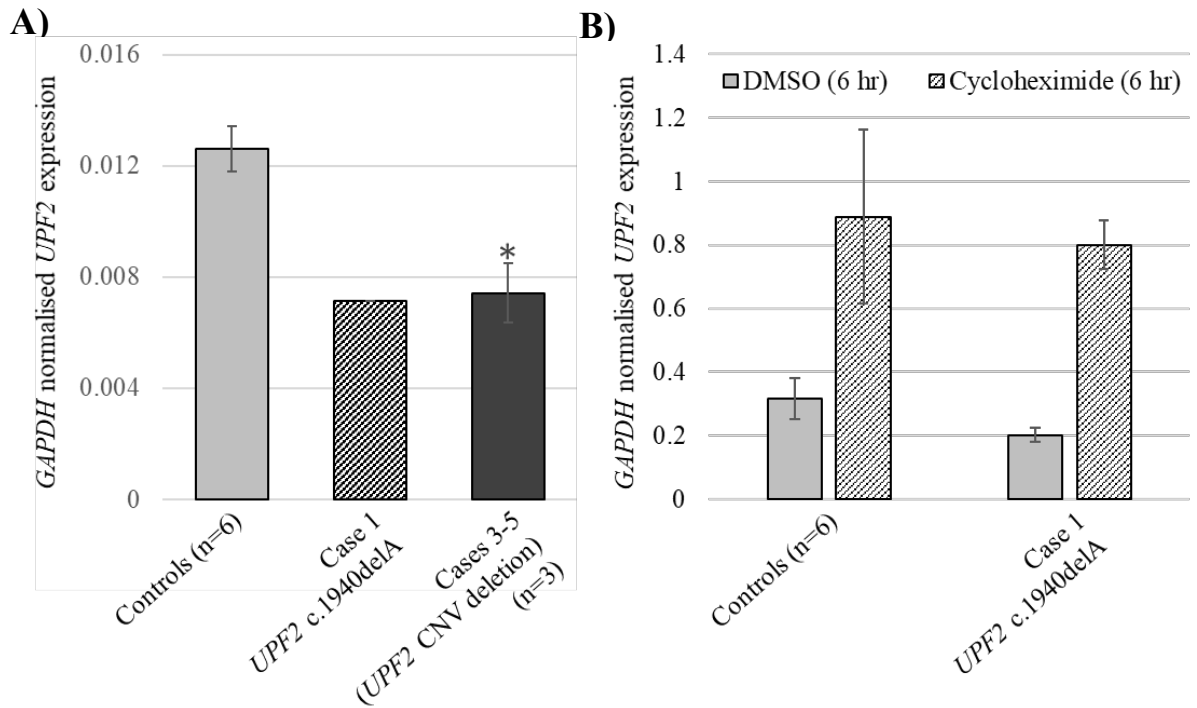 A)
GAPDH normalised UPF2 expression
0.016
0.012
0.008
0.004
0
*
Controls (n=6)
Case 1
UPF2 c.1940delA
Cases 3-5
(UPF2 CNV deletion)
(n=3)
B)
GAPDH normalised UPF2 expression
1.4
1.2
1
0.8
0.6
0.4
0.2
0
DMSO (6 hr)
Cycloheximide (6 hr)
Controls (n=6)
Case 1
UPF2 c.1940delA